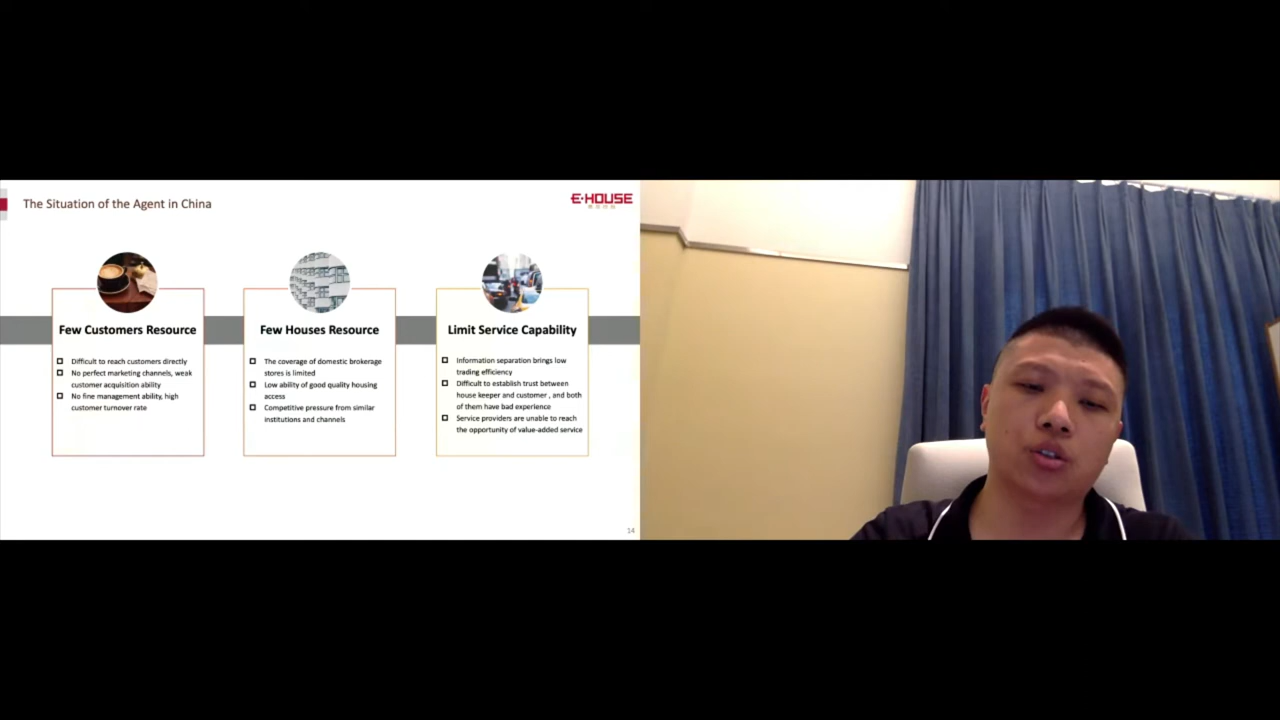 The Situation of the Agent in China
E·HOUSE
Few Customers Resource
Difficult to reach customers directly
No perfect marketing channels, weak
customer acquisition ability
No fine management ability, high
customer turnover rate
Few Houses Resource
The coverage of domestic brokerage
stores is limited
Low ability of good quality housing
access
Competitive pressure from similar
institutions and channels
Limit Service Capability
Information separation brings low
trading efficiency
Difficult to establish trust between
house keeper and customer , and both
of them have bad experience
Service providers are unable to reach
the opportunity of value-added service
14